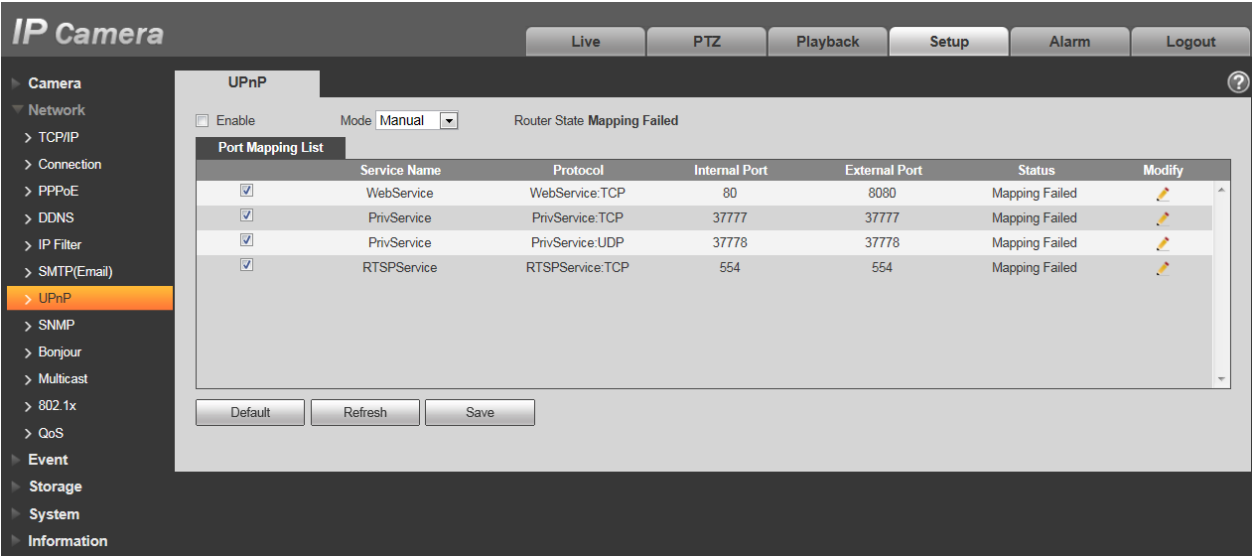 IP Camera
Live PTZ Playback Setup Alarm Logout
Camera
Network
TCP/IP
Connection
PPPoE
DDNS
IP Filter
SMTP(Email)
UPnP
SNMP
Bonjour
Multicast
802.1x
QoS
Event
Storage
System
Information
UPnP ?
Enable Mode Manual Router State Mapping Failed
Port Mapping List
Service Name Protocol Internal Port External Port Status Modify
WebService WebService:TCP 80 8080 Mapping Failed
PrivService PrivService:TCP 37777 37777 Mapping Failed
PrivService PrivService:UDP 37778 37778 Mapping Failed
RTSPService RTSPService:TCP 554 554 Mapping Failed
Default Refresh Save